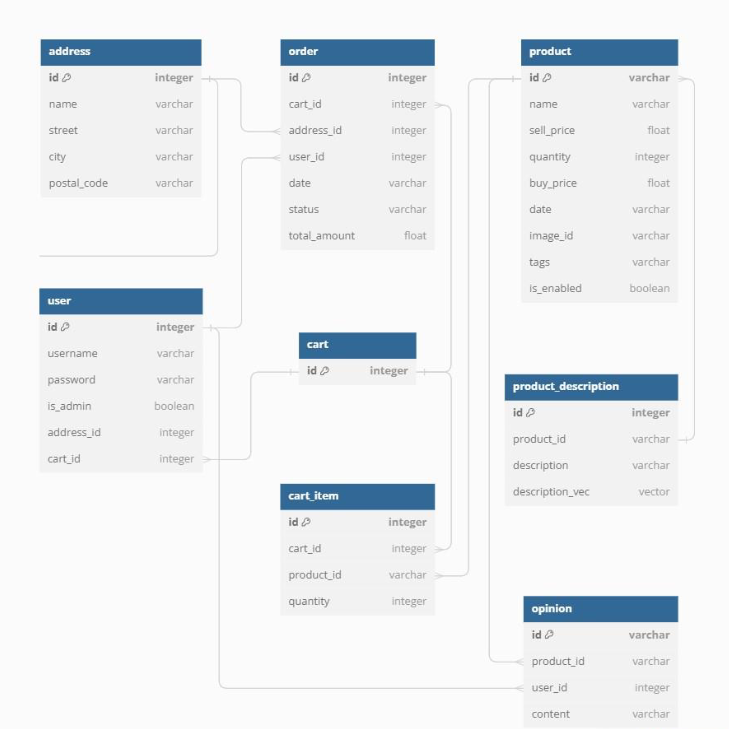 address
id integer
name varchar
street varchar
city varchar
postal_code varchar
order
id integer
cart_id integer
address_id integer
user_id integer
date varchar
status varchar
total_amount float
product
id varchar
name varchar
sell_price float
quantity integer
buy_price float
date varchar
image_id varchar
tags varchar
is_enabled boolean
user
id integer
username varchar
password varchar
is_admin boolean
address_id integer
cart_id integer
cart
id integer
product_description
id integer
product_id varchar
description varchar
description_vec vector
cart_item
id integer
cart_id integer
product_id varchar
quantity integer
opinion
id varchar
product_id varchar
user_id integer
content varchar